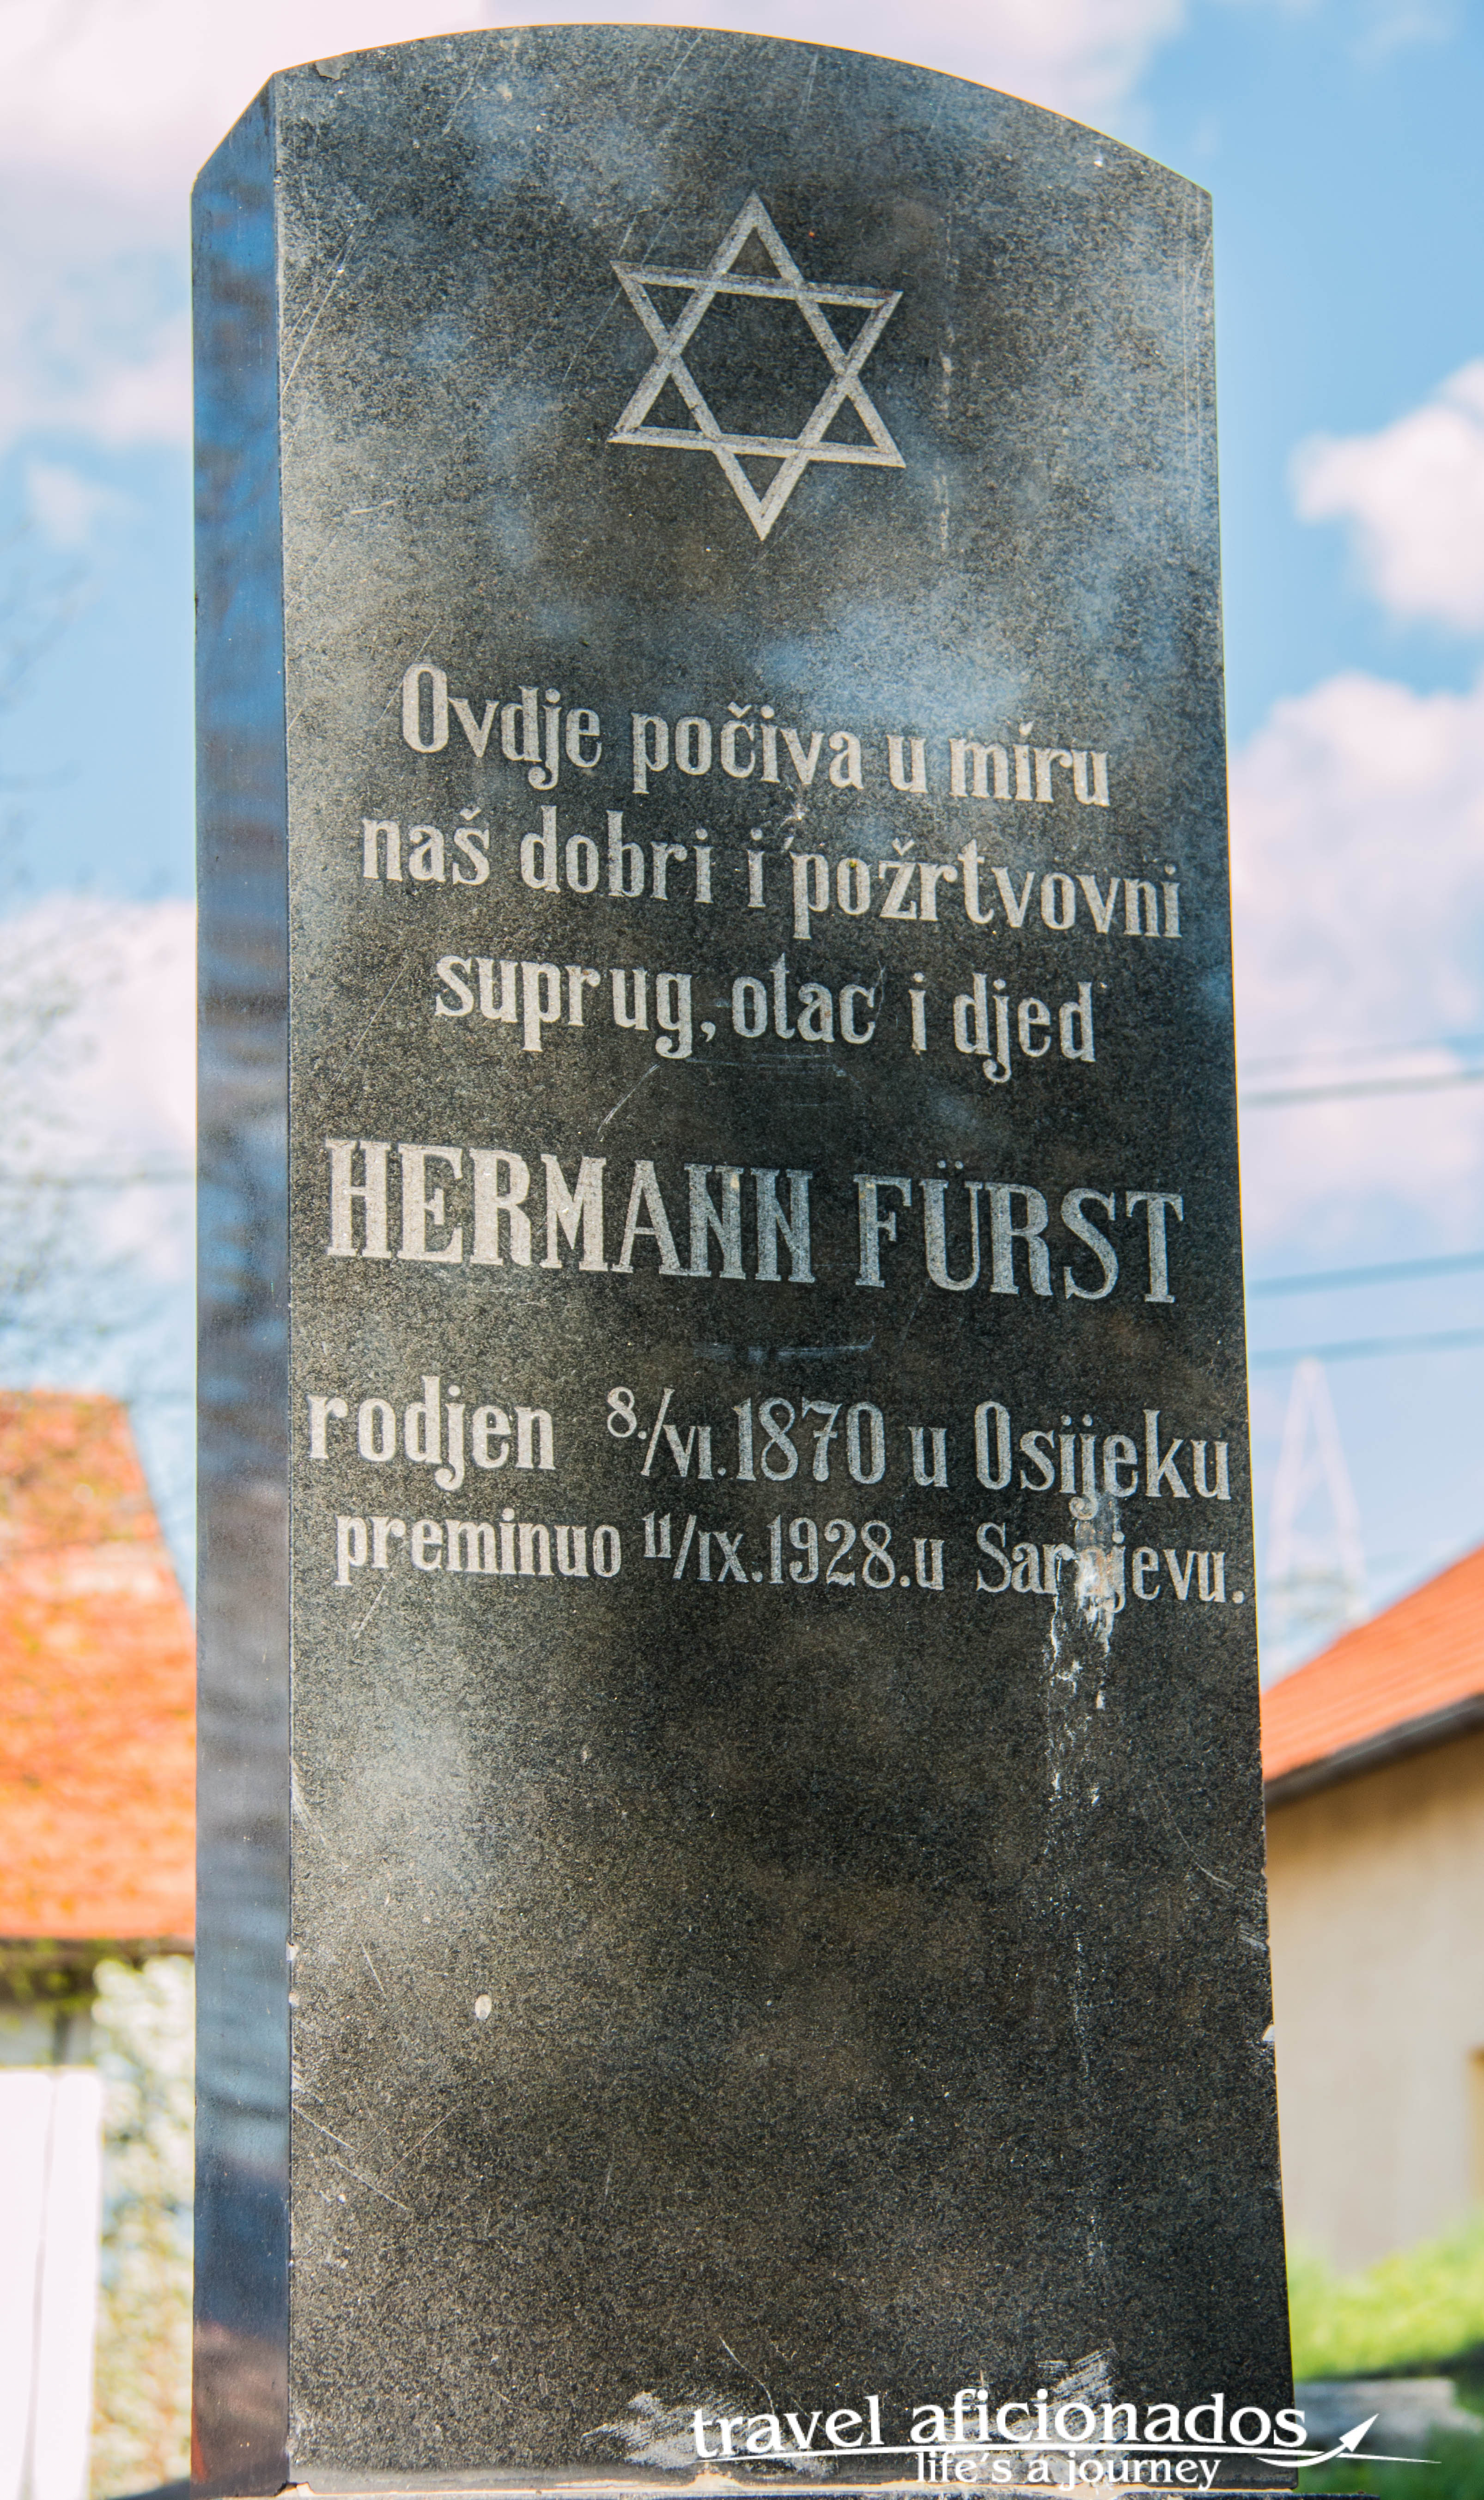 Ovdje počiva u miru
naš dobri i požrtvovni
suprug, otac i djed
HERMANN FÜRST
rodjen 8./VI.1870 u Osijeku
preminuo 11/IX.1928.u Sarajevu.
travel aficionados
life's a journey